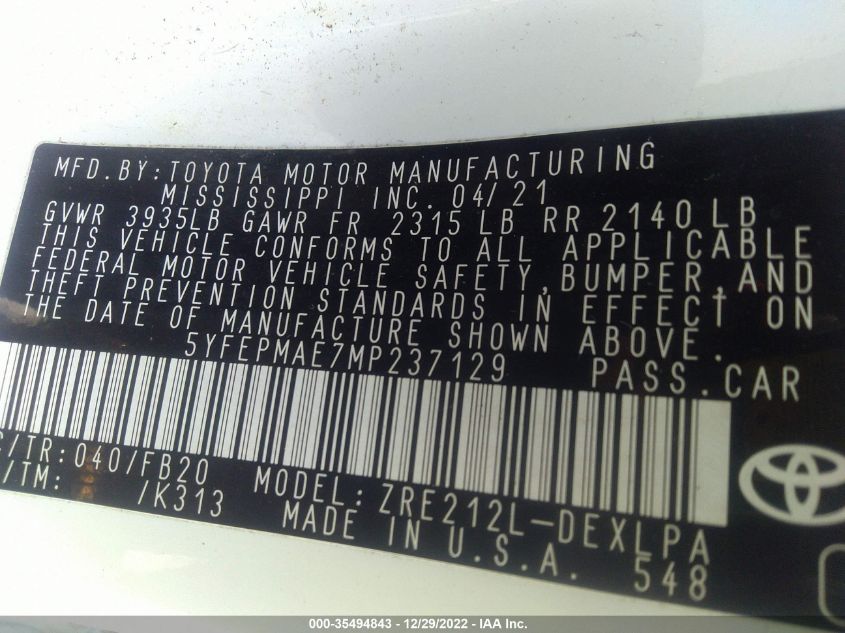 MFD.BY:TOYOTA MOTOR MANUFACTURING
MISSISSIPPI INC. 04/21
GVWR 3935LB GAWR FR 2315 LB RR 2140LB
THIS VEHICLE CONFORMS TO ALL APPLICABLE
FEDERAL MOTOR VEHICLE SAFETY,BUMPER,AND
THEFT PREVENTION STANDARDS IN EFFECT ON
THE DATE OF MANUFACTURE SHOWN ABOVE.
5YFEPMAE7MP237129 PASS.CAR
/TR:040/FB20 MODEL:ZRE212L-DEXLPA
/TM: /K313 MADE IN U.S.A. 548
000-35494843 - 12/29/2022 - IAA Inc.